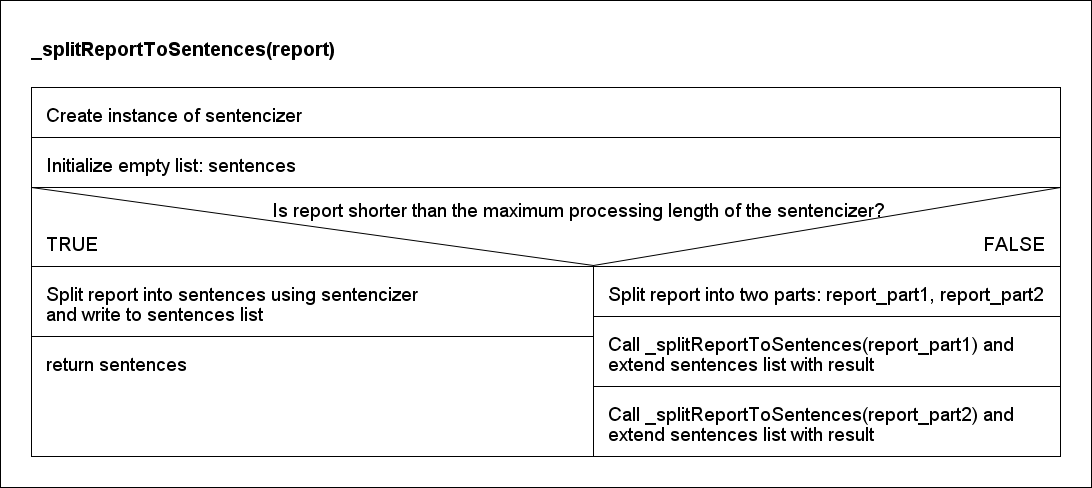 _splitReportToSentences(report)
Create instance of sentencizer
Initialize empty list: sentences
Is report shorter than the maximum processing length of the sentencizer?
TRUE
FALSE
Split report into sentences using sentencizer
and write to sentences list
return sentences
Split report into two parts: report_part1, report_part2
Call _splitReportToSentences(report_part1) and
extend sentences list with result
Call _splitReportToSentences(report_part2) and
extend sentences list with result